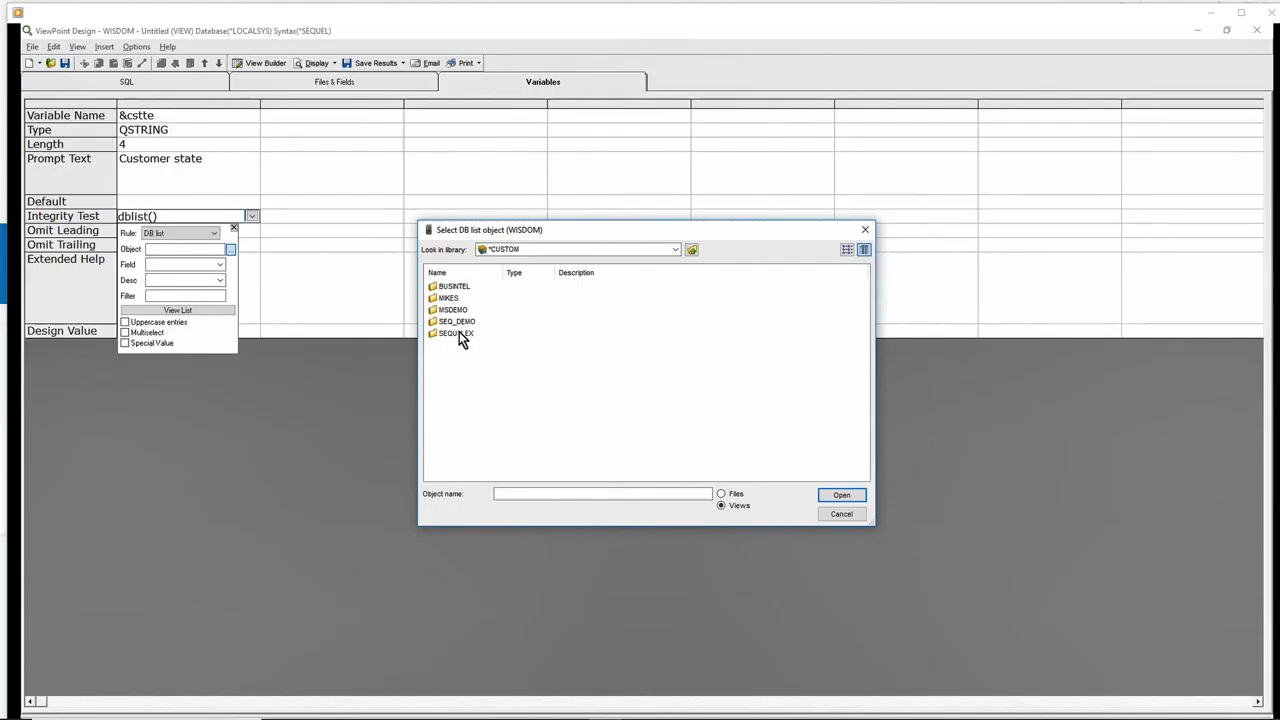 ViewPoint Design - WISDOM - Untitled (VIEW) Database(*LOCALSYS) Syntax(*SEQUEL)
File Edit View Insert Options Help
View Builder Display Save Results Email Print
SQL Files & Fields Variables
Variable Name &cstte
Type QSTRING
Length 4
Prompt Text Customer state
Default
Integrity Test dblist()
Omit Leading
Omit Trailing
Extended Help
Design Value
Rule: DB list
Object
Field
Desc
Filter
View List
Uppercase entries
Multiselect
Special Value
Select DB list object (WISDOM)
Look in library: *CUSTOM
Name Type Description
BUSINTEL
MIKES
MSDEMO
SEQ_DEMO
Object name: Files
Views
Open
Cancel